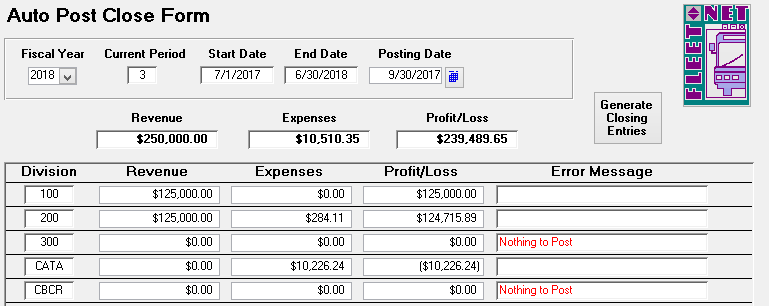 Auto Post Close Form
FLEET NET
Fiscal Year Current Period Start Date End Date Posting Date
2018 3 7/1/2017 6/30/2018 9/30/2017
Generate
Closing
Entries
Revenue Expenses Profit/Loss
$250,000.00 $10,510.35 $239,489.65
Division Revenue Expenses Profit/Loss Error Message
100 $125,000.00 $0.00 $125,000.00
200 $125,000.00 $284.11 $124,715.89
300 $0.00 $0.00 $0.00 Nothing to Post
CATA $0.00 $10,226.24 ($10,226.24)
CBCR $0.00 $0.00 $0.00 Nothing to Post